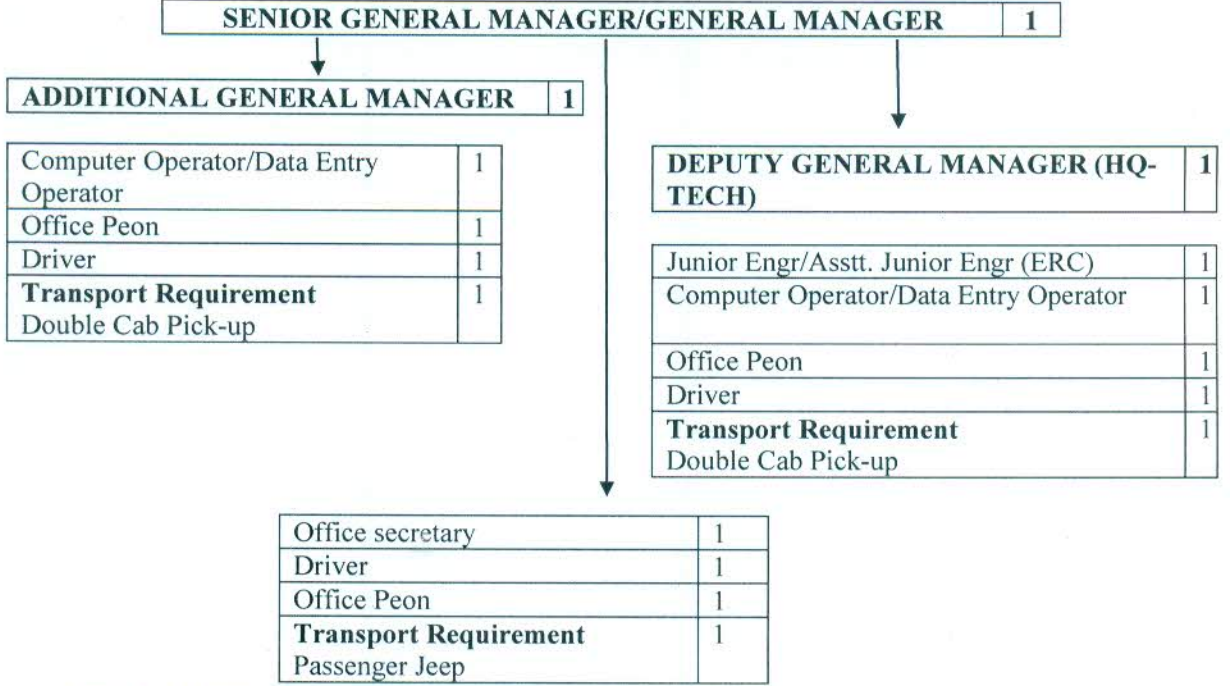 SENIOR GENERAL MANAGER/GENERAL MANAGER 1
ADDITIONAL GENERAL MANAGER 1
Computer Operator/Data Entry 1
Operator
Office Peon 1
Driver 1
Transport Requirement 1
Double Cab Pick-up
DEPUTY GENERAL MANAGER (HQ- 1
TECH)
Junior Engr/Asstt. Junior Engr (ERC) 1
Computer Operator/Data Entry Operator 1
Office Peon 1
Driver 1
Transport Requirement 1
Double Cab Pick-up
Office secretary 1
Driver 1
Office Peon 1
Transport Requirement 1
Passenger Jeep